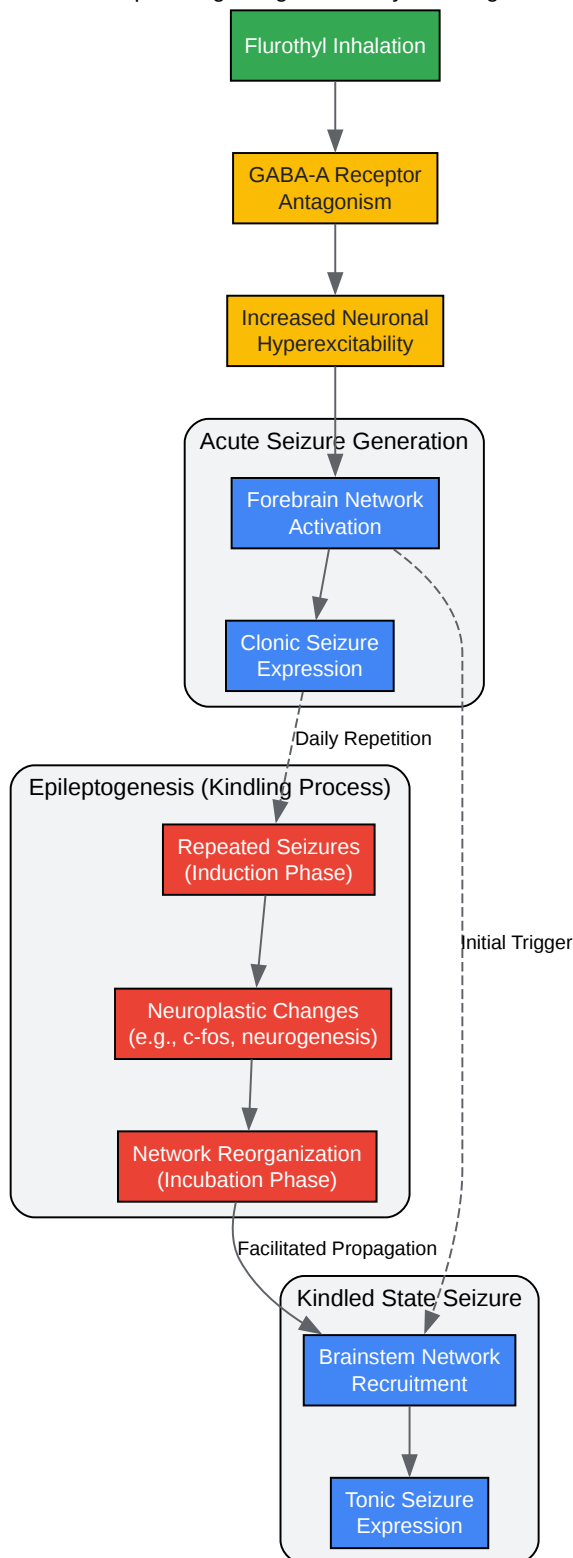 Flurothyl Inhalation
GABA-A Receptor
Antagonism
Increased Neuronal
Hyperexcitability
Acute Seizure Generation
Forebrain Network
Activation
Clonic Seizure
Expression
Daily Repetition
Epileptogenesis (Kindling Process)
Repeated Seizures
(Induction Phase)
Initial Trigger
Neuroplastic Changes
(e.g., c-fos, neurogenesis)
Network Reorganization
(Incubation Phase)
Facilitated Propagation
Kindled State Seizure
Brainstem Network
Recruitment
Tonic Seizure
Expression